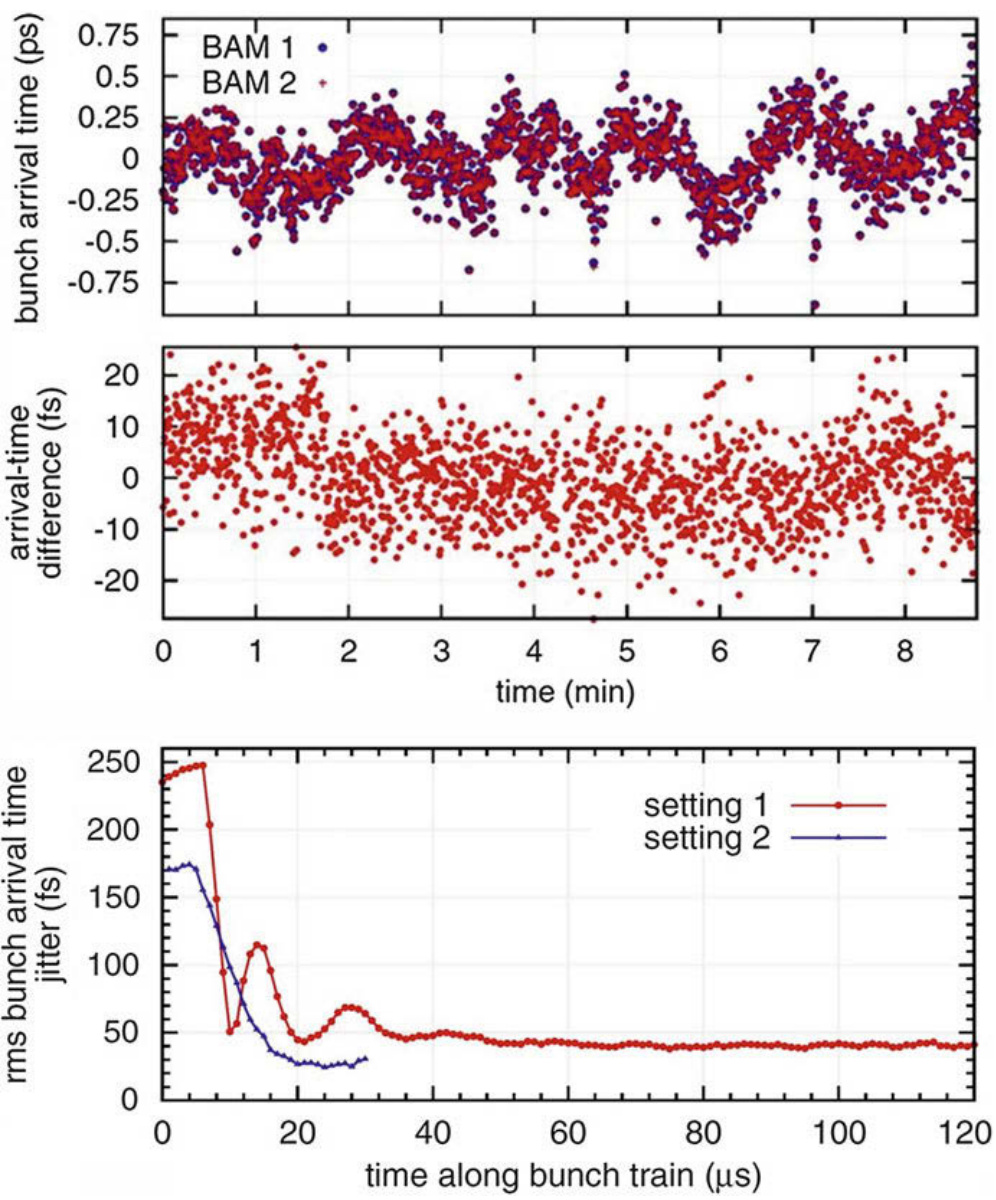 bunch arrival time (ps)
0.75
0.5
0.25
0
-0.25
-0.5
-0.75
BAM 1
BAM 2
arrival-time
difference (fs)
20
10
0
-10
-20
0 1 2 3 4 5 6 7 8
time (min)
rms bunch arrival time
jitter (fs)
250
200
150
100
50
0
setting 1
setting 2
0 20 40 60 80 100 120
time along bunch train (μs)